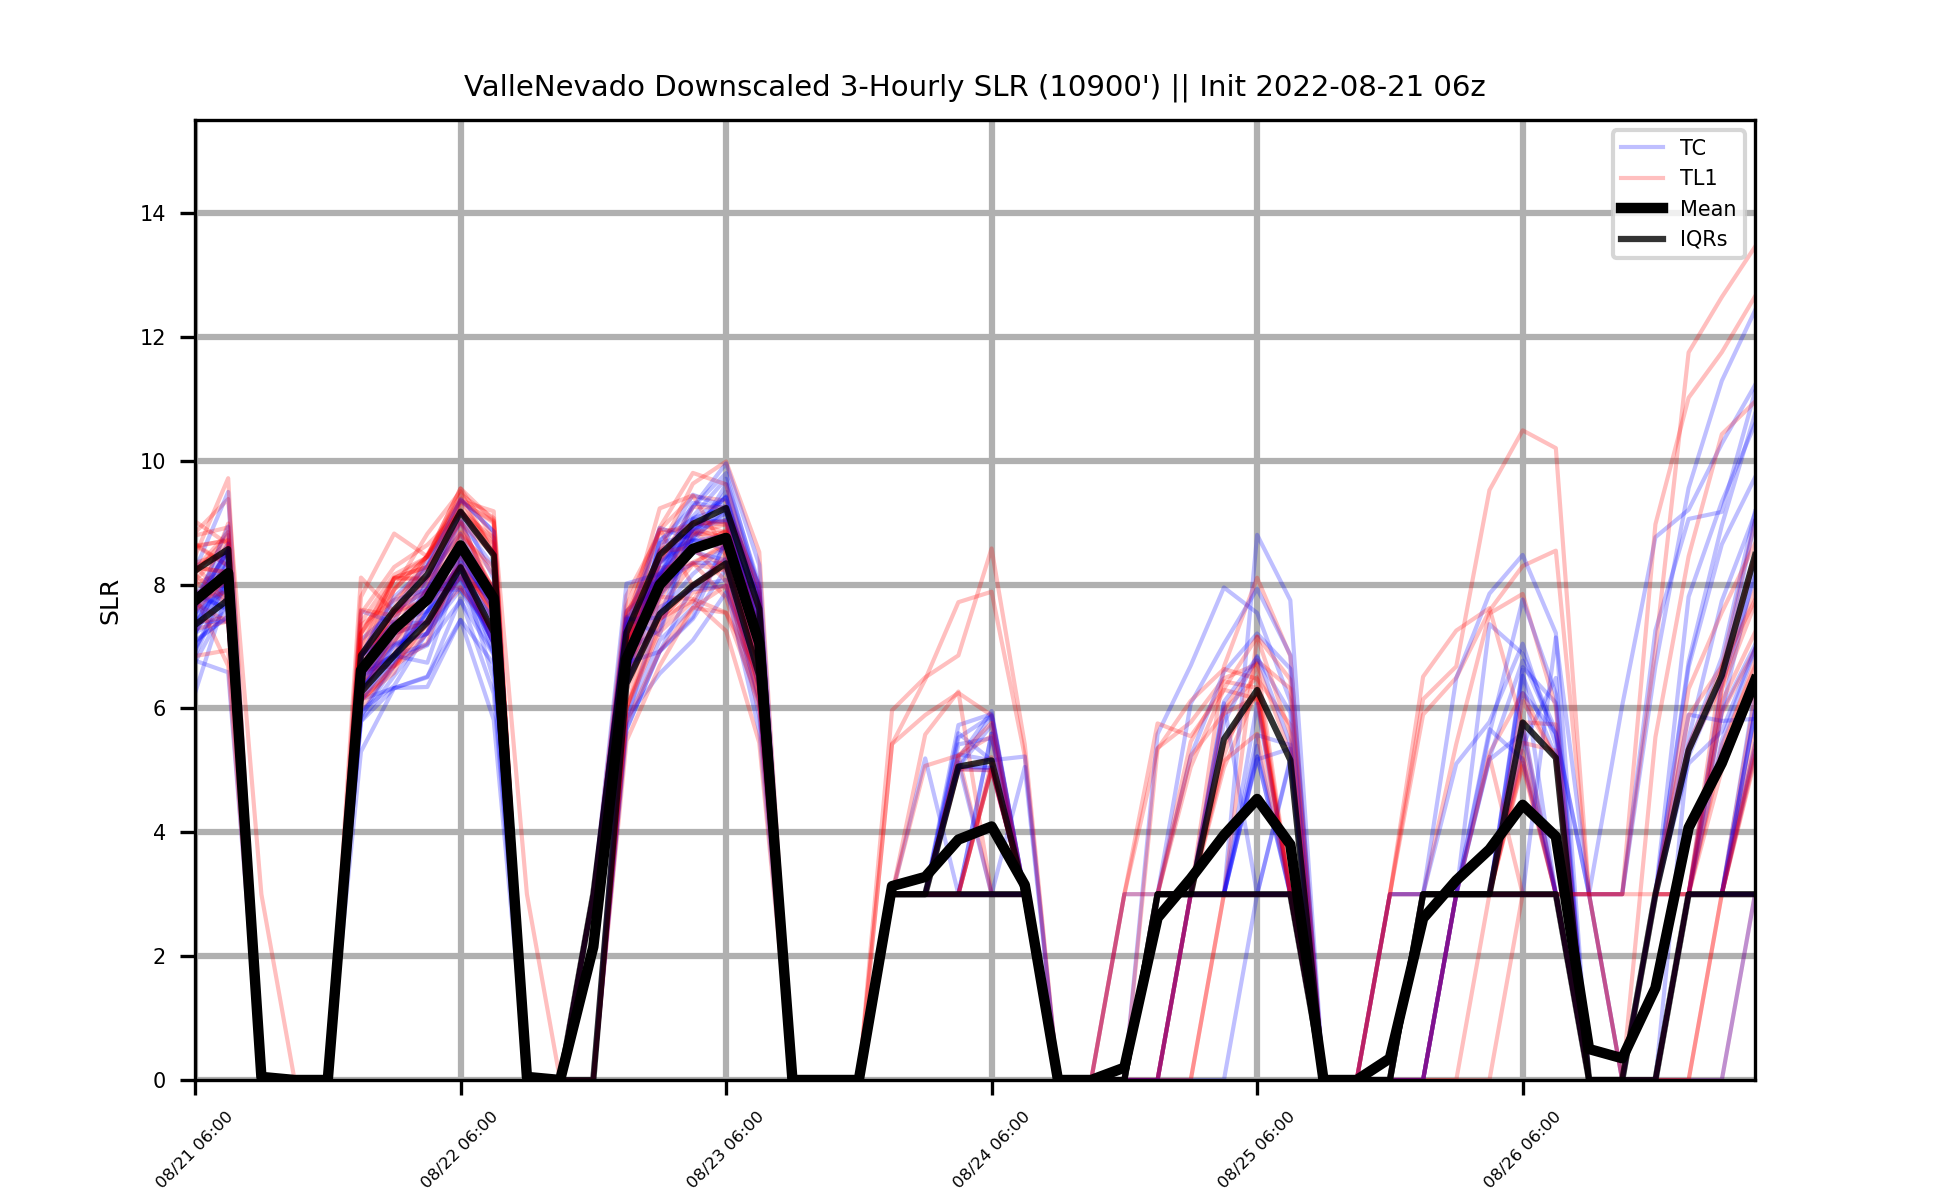 ValleNevado Downscaled 3-Hourly SLR (10900') || Init 2022-08-21 06z
TC
TL1
Mean
IQRs
SLR
14
12
10
8
6
4
2
0
08/21 06:00
08/22 06:00
08/23 06:00
08/24 06:00
08/25 06:00
08/26 06:00